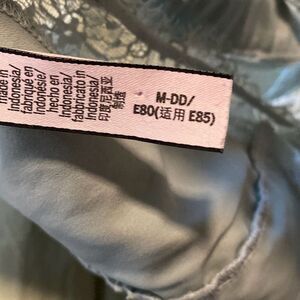 made in
Indonesia/
fabriqué en
Indonésie/
hecho en
Indonesia/
fabricado in
Indonesia/
印度尼西亚
制造
M-DD/
E80(适用 E85)